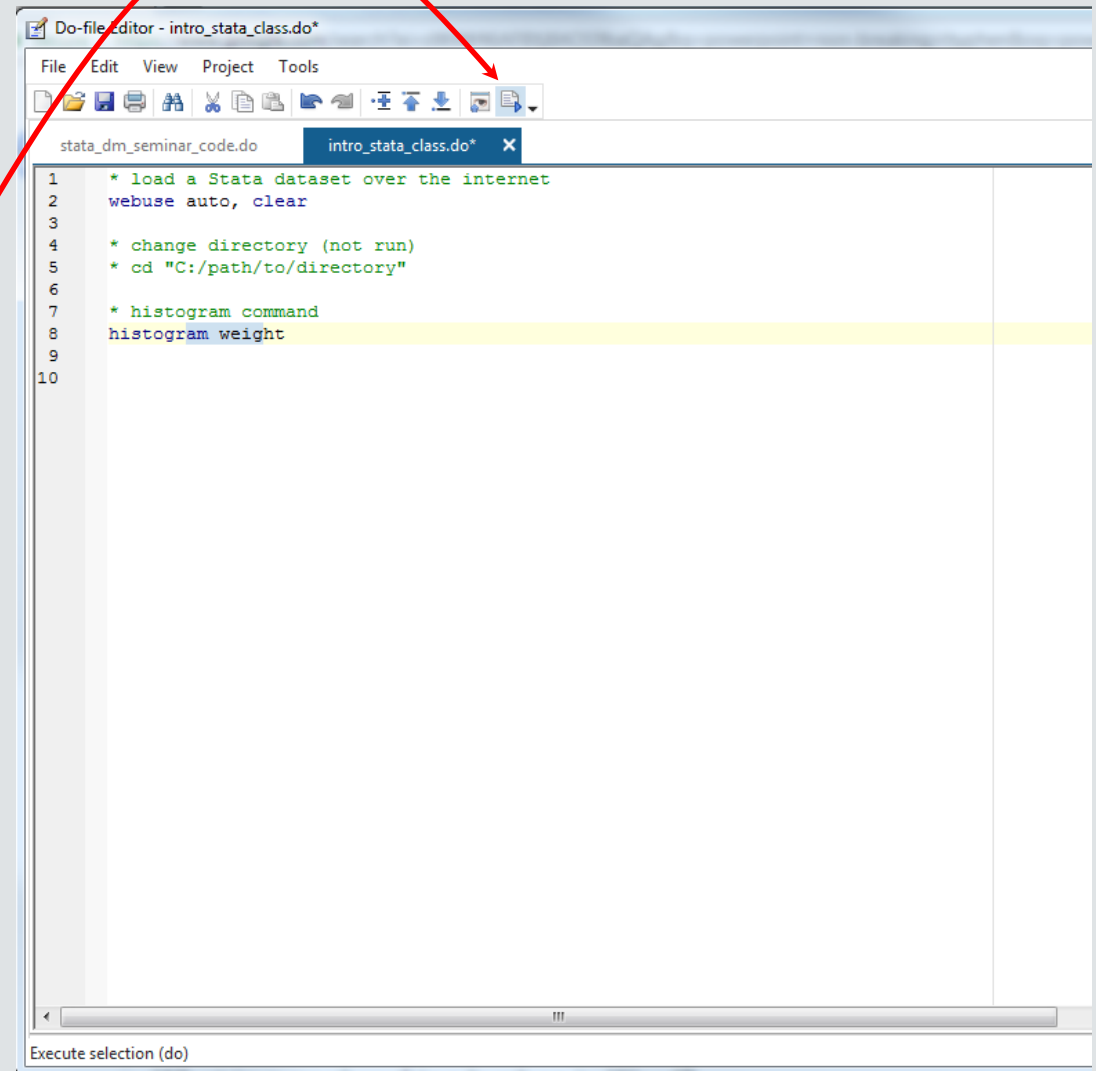 Do-file Editor - intro_stata_class.do*
File Edit View Project Tools
stata_dm_seminar_code.do intro_stata_class.do* ×
1 * load a Stata dataset over the internet
2 webuse auto, clear
3
4 * change directory (not run)
5 * cd "C:/path/to/directory"
6
7 * histogram command
8 histogram weight
9
10
Execute selection (do)